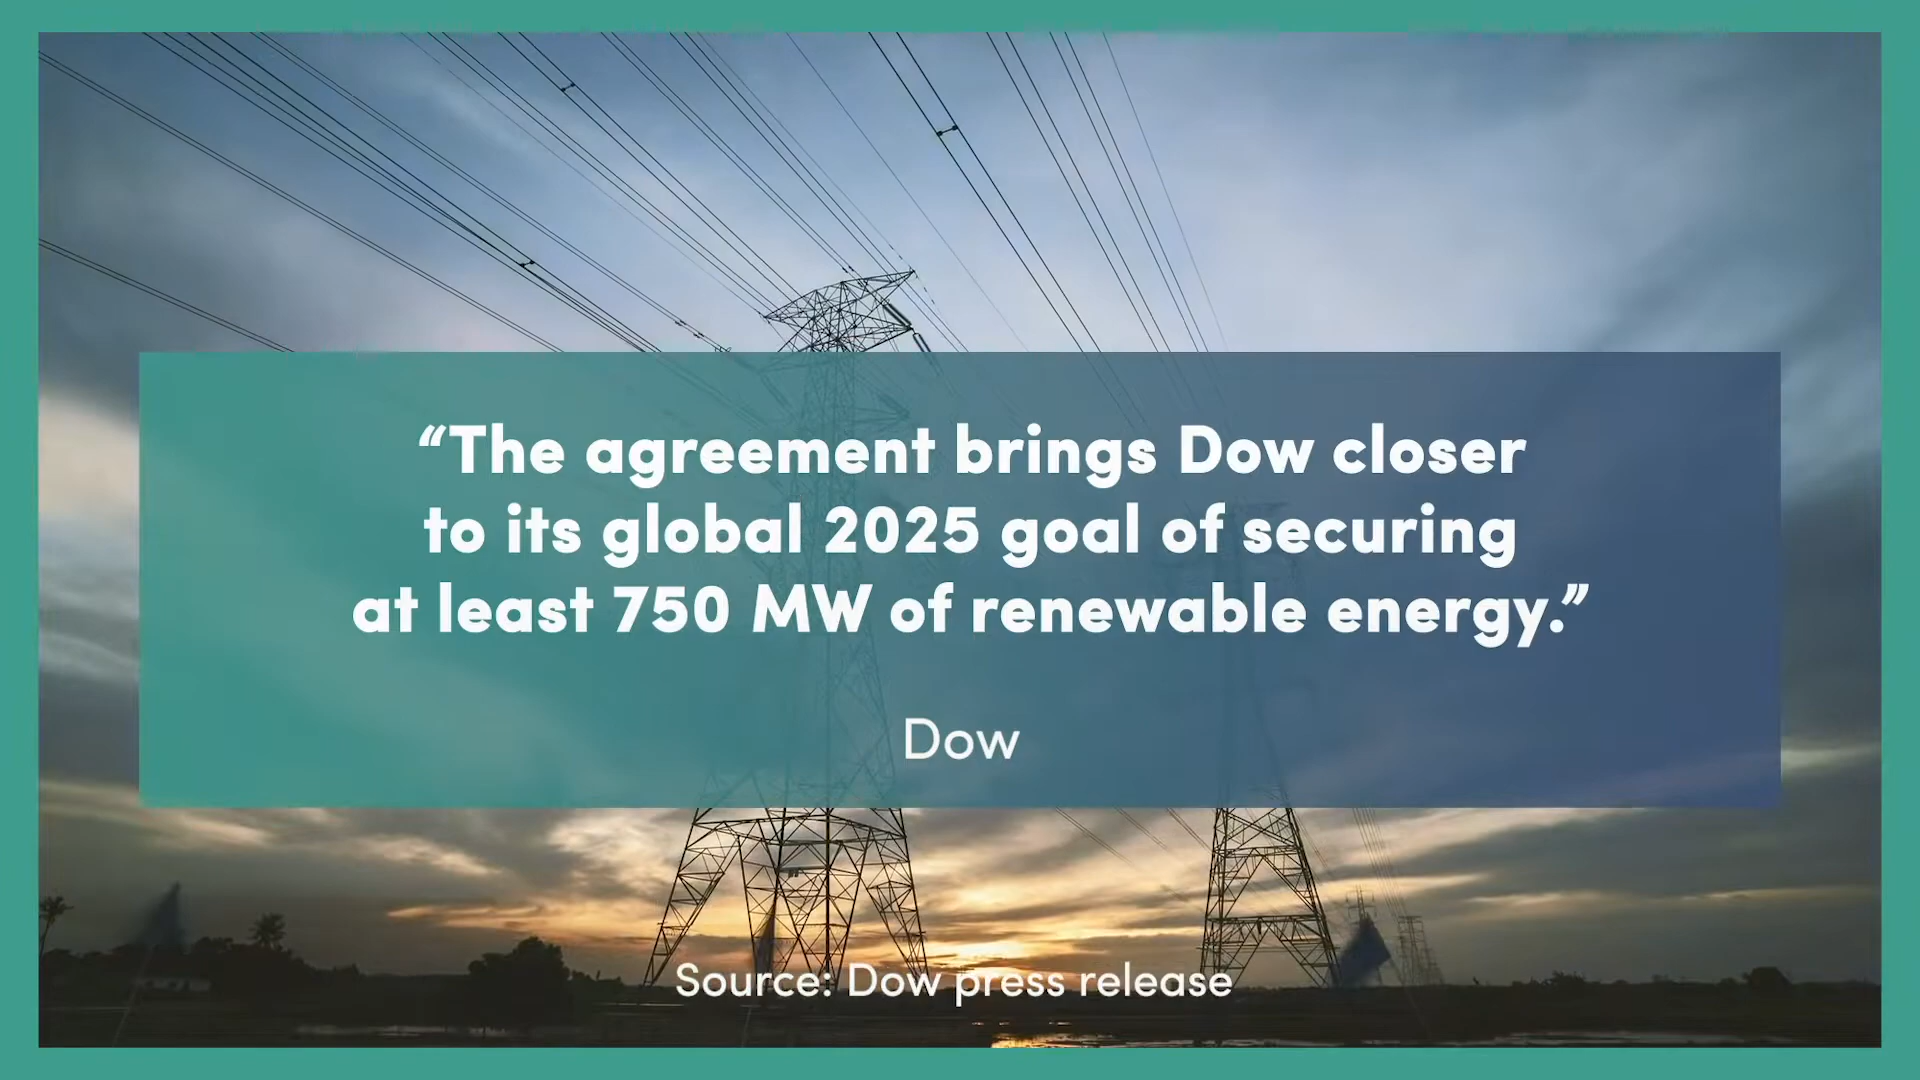 “The agreement brings Dow closer
to its global 2025 goal of securing
at least 750 MW of renewable energy.”
Dow
Source: Dow press release